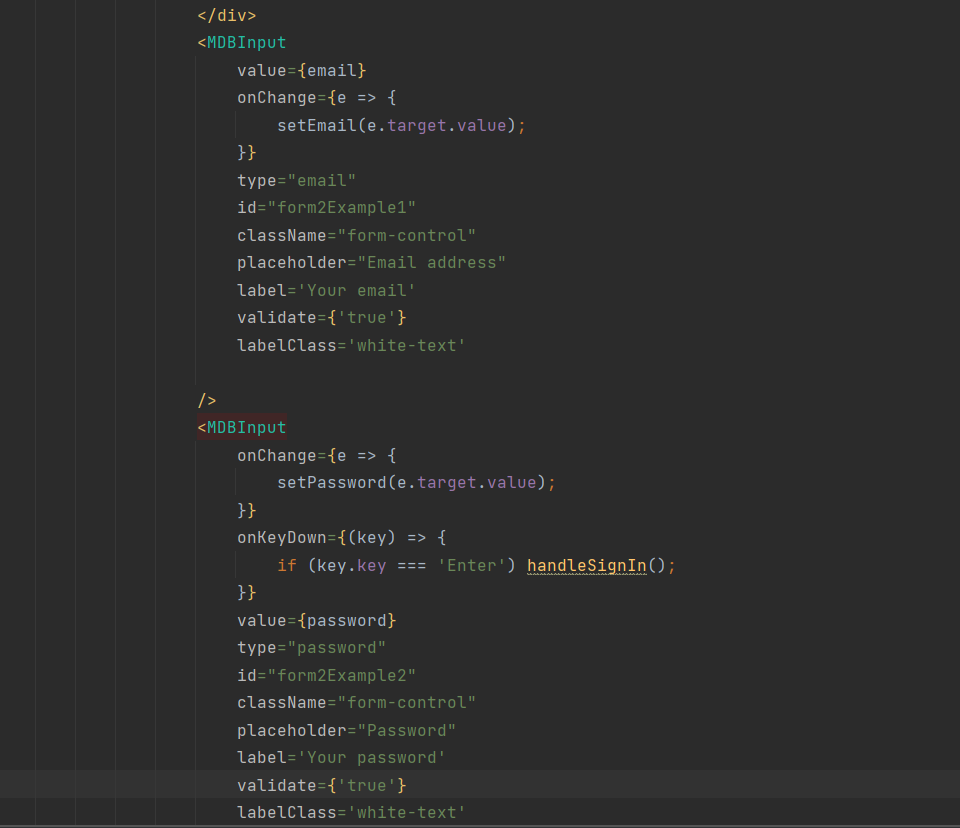 </div>
<MDBInput
value={email}
onChange={e => {
setEmail(e.target.value);
}}
type="email"
id="form2Example1"
className="form-control"
placeholder="Email address"
label='Your email'
validate={'true'}
labelClass='white-text'
/>
<MDBInput
onChange={e => {
setPassword(e.target.value);
}}
onKeyDown={(key) => {
if (key.key === 'Enter') handleSignIn();
}}
value={password}
type="password"
id="form2Example2"
className="form-control"
placeholder="Password"
label='Your password'
validate={'true'}
labelClass='white-text'